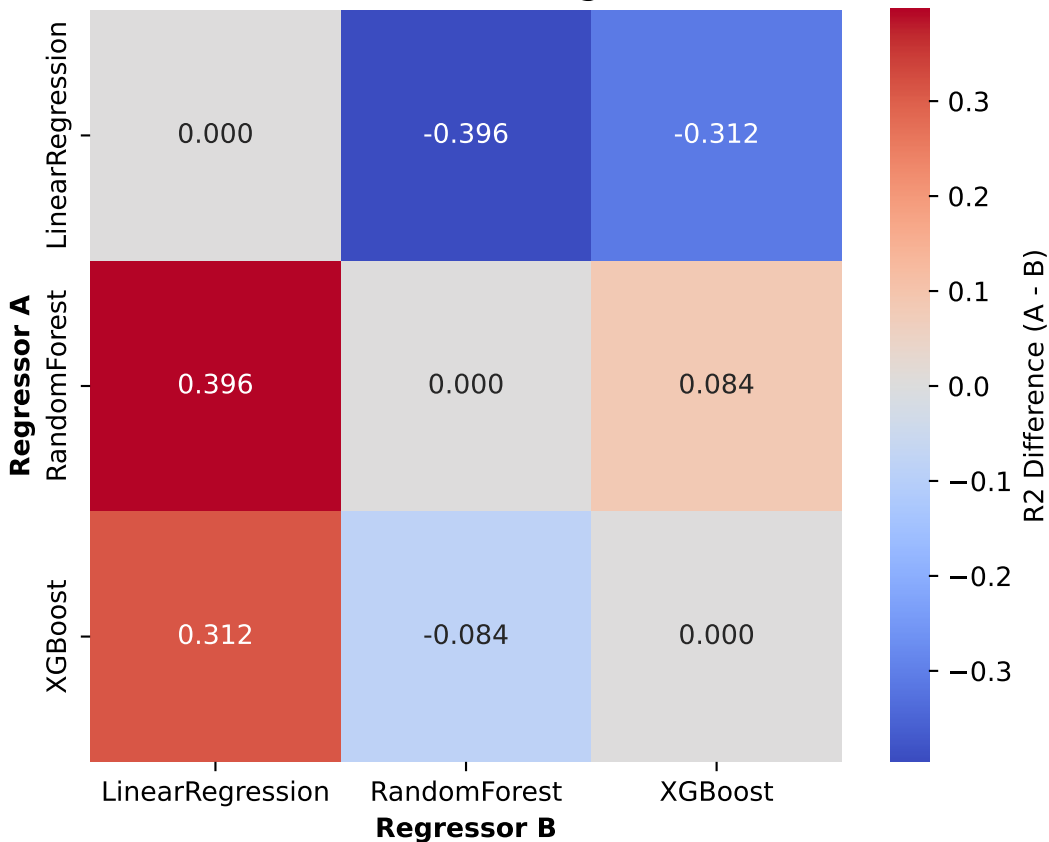 LinearRegression
0.000
-0.396
-0.312
RandomForest
0.396
0.000
0.084
XGBoost
0.312
-0.084
0.000
Regressor A
LinearRegression
RandomForest
XGBoost
Regressor B
0.3
0.2
0.1
0.0
−0.1
−0.2
−0.3
R2 Difference (A - B)